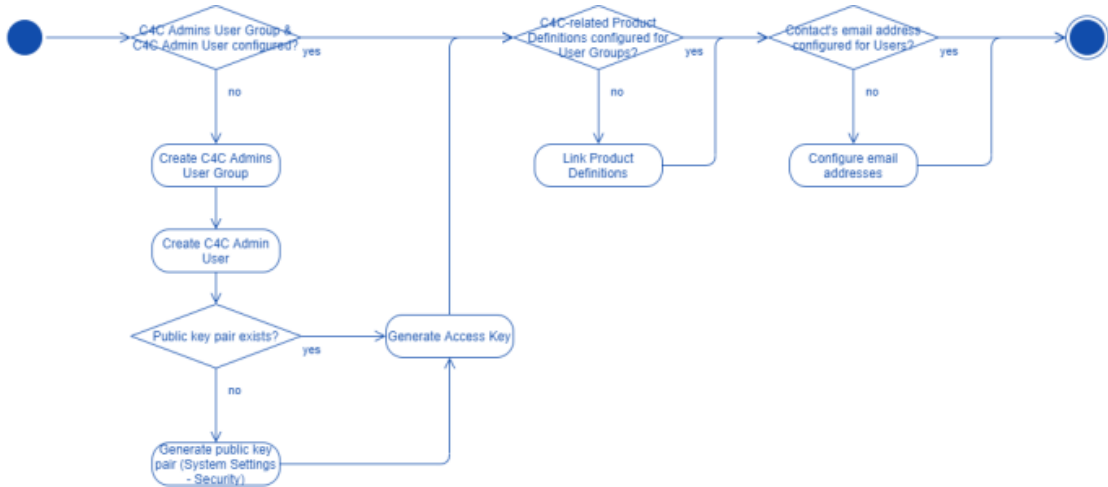 C4C Admins User Group &
C4C Admin User configured?
yes
no
Create C4C Admins
User Group
Create C4C Admin
User
Public key pair exists?
yes
no
Generate public key
pair (System Settings
- Security)
Generate Access Key
C4C-related Product
Definitions configured for
User Groups?
yes
no
Link Product
Definitions
Contact's email address
configured for Users?
yes
no
Configure email
addresses